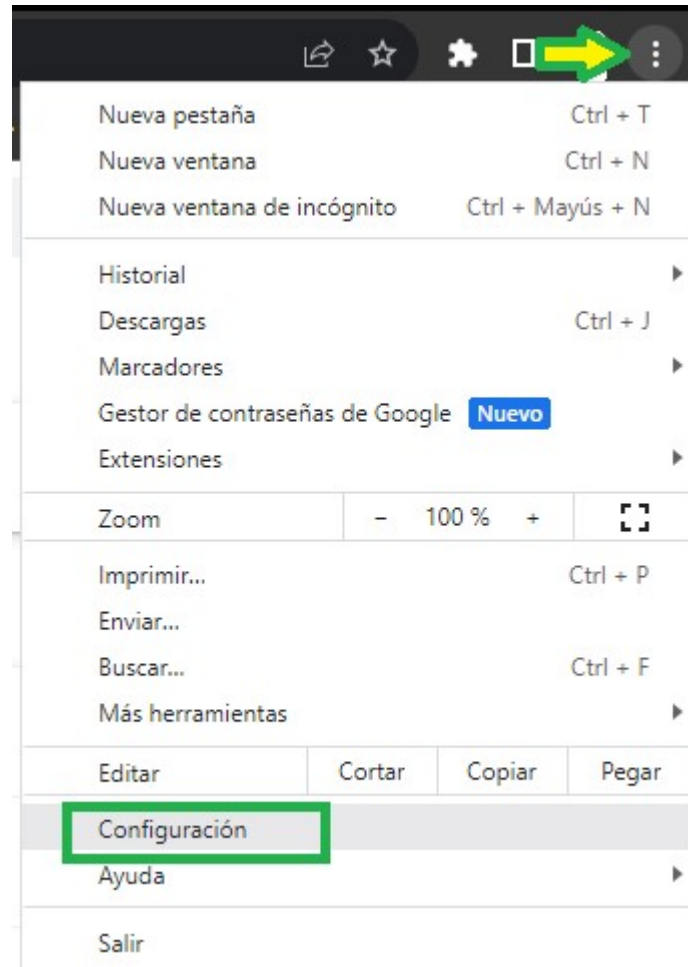 Nueva pestaña Ctrl + T
Nueva ventana Ctrl + N
Nueva ventana de incógnito Ctrl + Mayús + N
Historial
Descargas Ctrl + J
Marcadores
Gestor de contraseñas de Google Nuevo
Extensiones
Zoom – 100 % +
Imprimir... Ctrl + P
Enviar...
Buscar... Ctrl + F
Más herramientas
Editar Cortar Copiar Pegar
Configuración
Ayuda
Salir